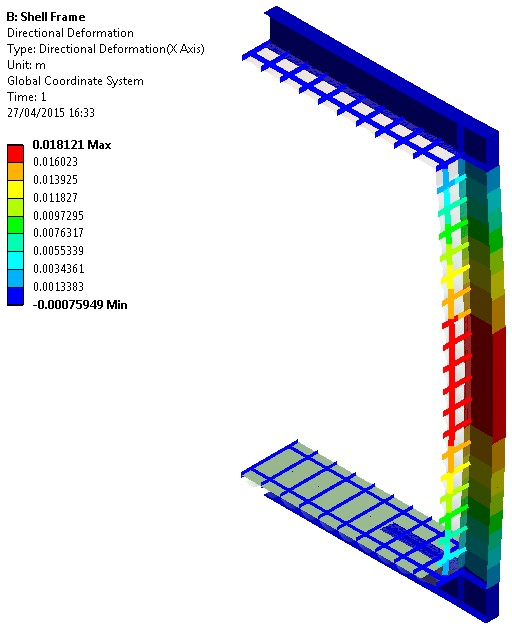 B: Shell Frame
Directional Deformation
Type: Directional Deformation(X Axis)
Unit: m
Global Coordinate System
Time: 1
27/04/2015 16:33
0.018121 Max
0.016023
0.013925
0.011827
0.0097295
0.0076317
0.0055339
0.0034361
0.0013383
-0.00075949 Min